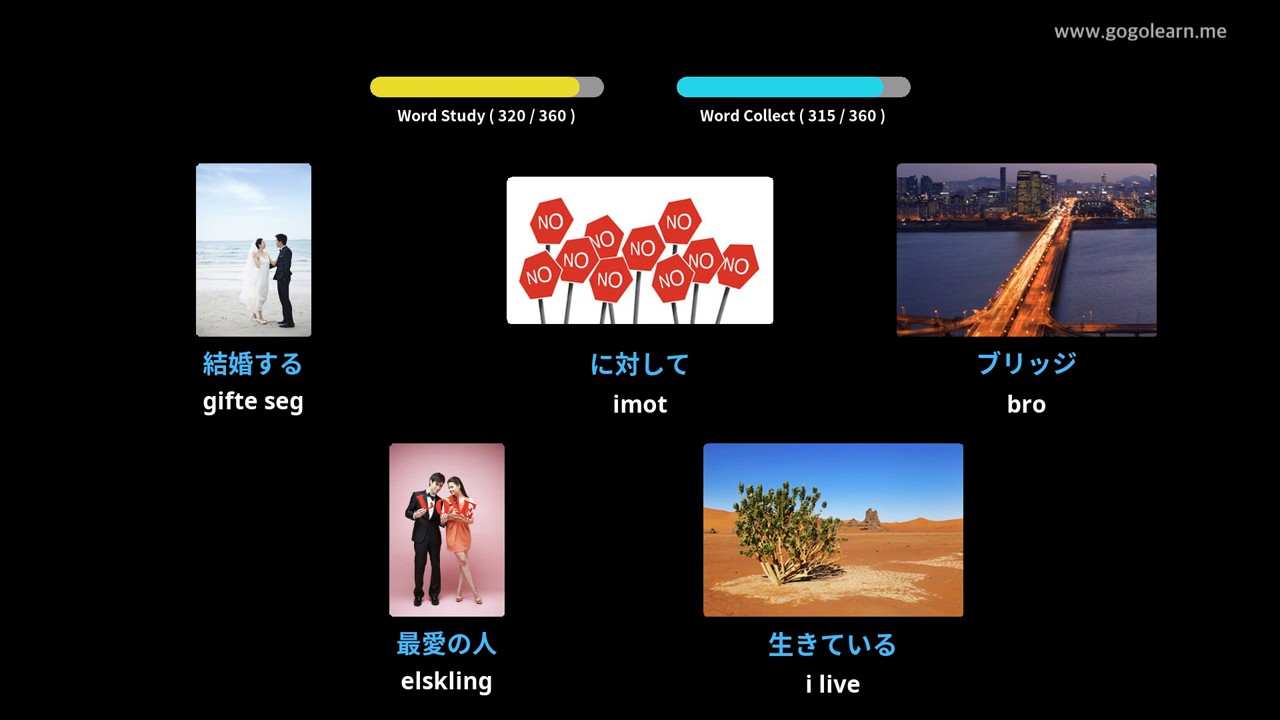 www.gogolearn.me
Word Study ( 320 / 360 )
Word Collect ( 315 / 360 )
NO
NO
NO
NO
NO
NO
NO
NO
NO
NO
結婚する
gifte seg
に対して
imot
ブリッジ
bro
最愛の人
elskling
生きている
i live